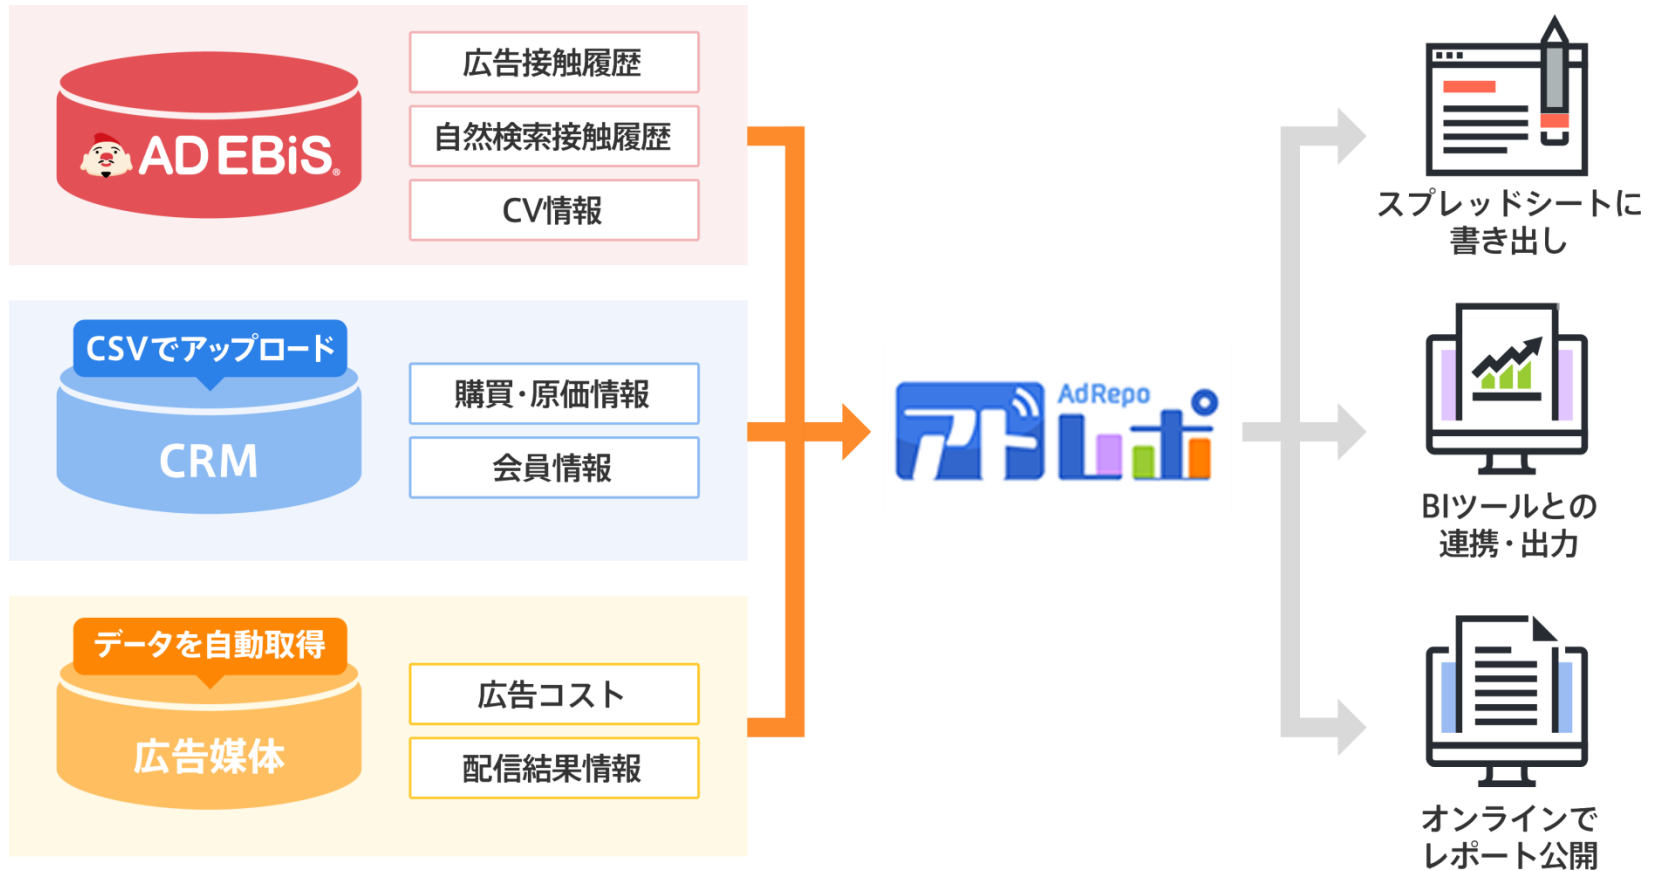 AD EBiS®
広告接触履歴
自然検索接触履歴
CV情報
CSVでアップロード
CRM
購買・原価情報
会員情報
データを自動取得
広告媒体
広告コスト
配信結果情報
アドレポ
AdRepo
スプレッドシートに
書き出し
BIツールとの
連携・出力
オンラインで
レポート公開